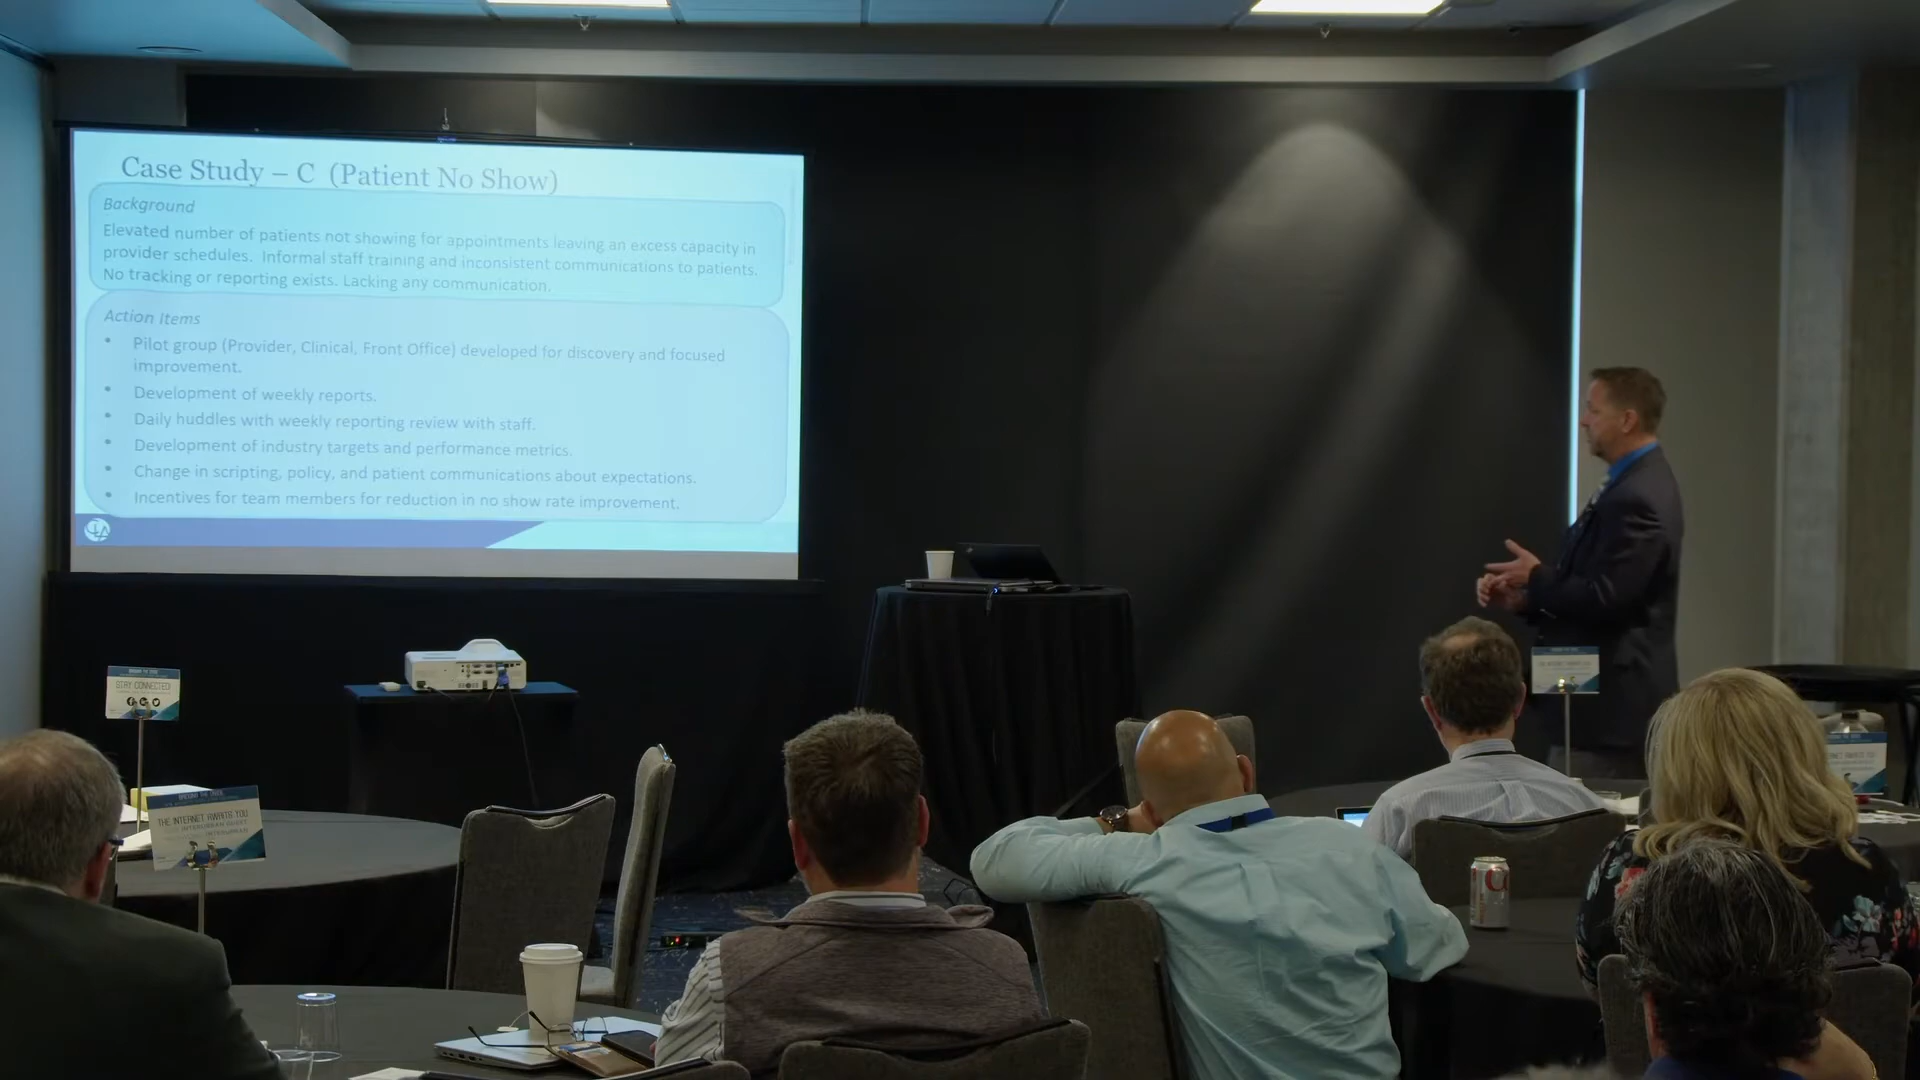 Case Study – C (Patient No Show)
Background
Elevated number of patients not showing for appointments leaving an excess capacity in
provider schedules. Informal staff training and inconsistent communications to patients.
No tracking or reporting exists. Lacking any communication.
Action Items
• Pilot group (Provider, Clinical, Front Office) developed for discovery and focused
improvement.
• Development of weekly reports.
• Daily huddles with weekly reporting review with staff.
• Development of industry targets and performance metrics.
• Change in scripting, policy, and patient communications about expectations.
• Incentives for team members for reduction in no show rate improvement.
STAY CONNECTED!
THE INTERNET AWAITS YOU